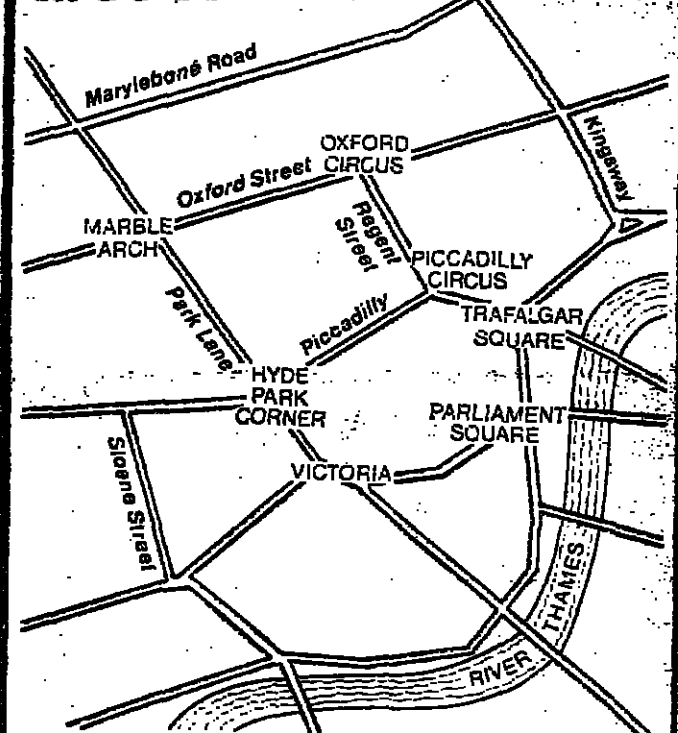 Marylebone Road
Kingsway
OXFORD
CIRCUS
Oxford Street
Regent
Street
MARBLE
ARCH
PICCADILLY
CIRCUS
Park Lane
Piccadilly
TRAFALGAR
SQUARE
HYDE
PARK
CORNER
PARLIAMENT
SQUARE
Sloane Street
VICTORIA
RIVER
THAMES